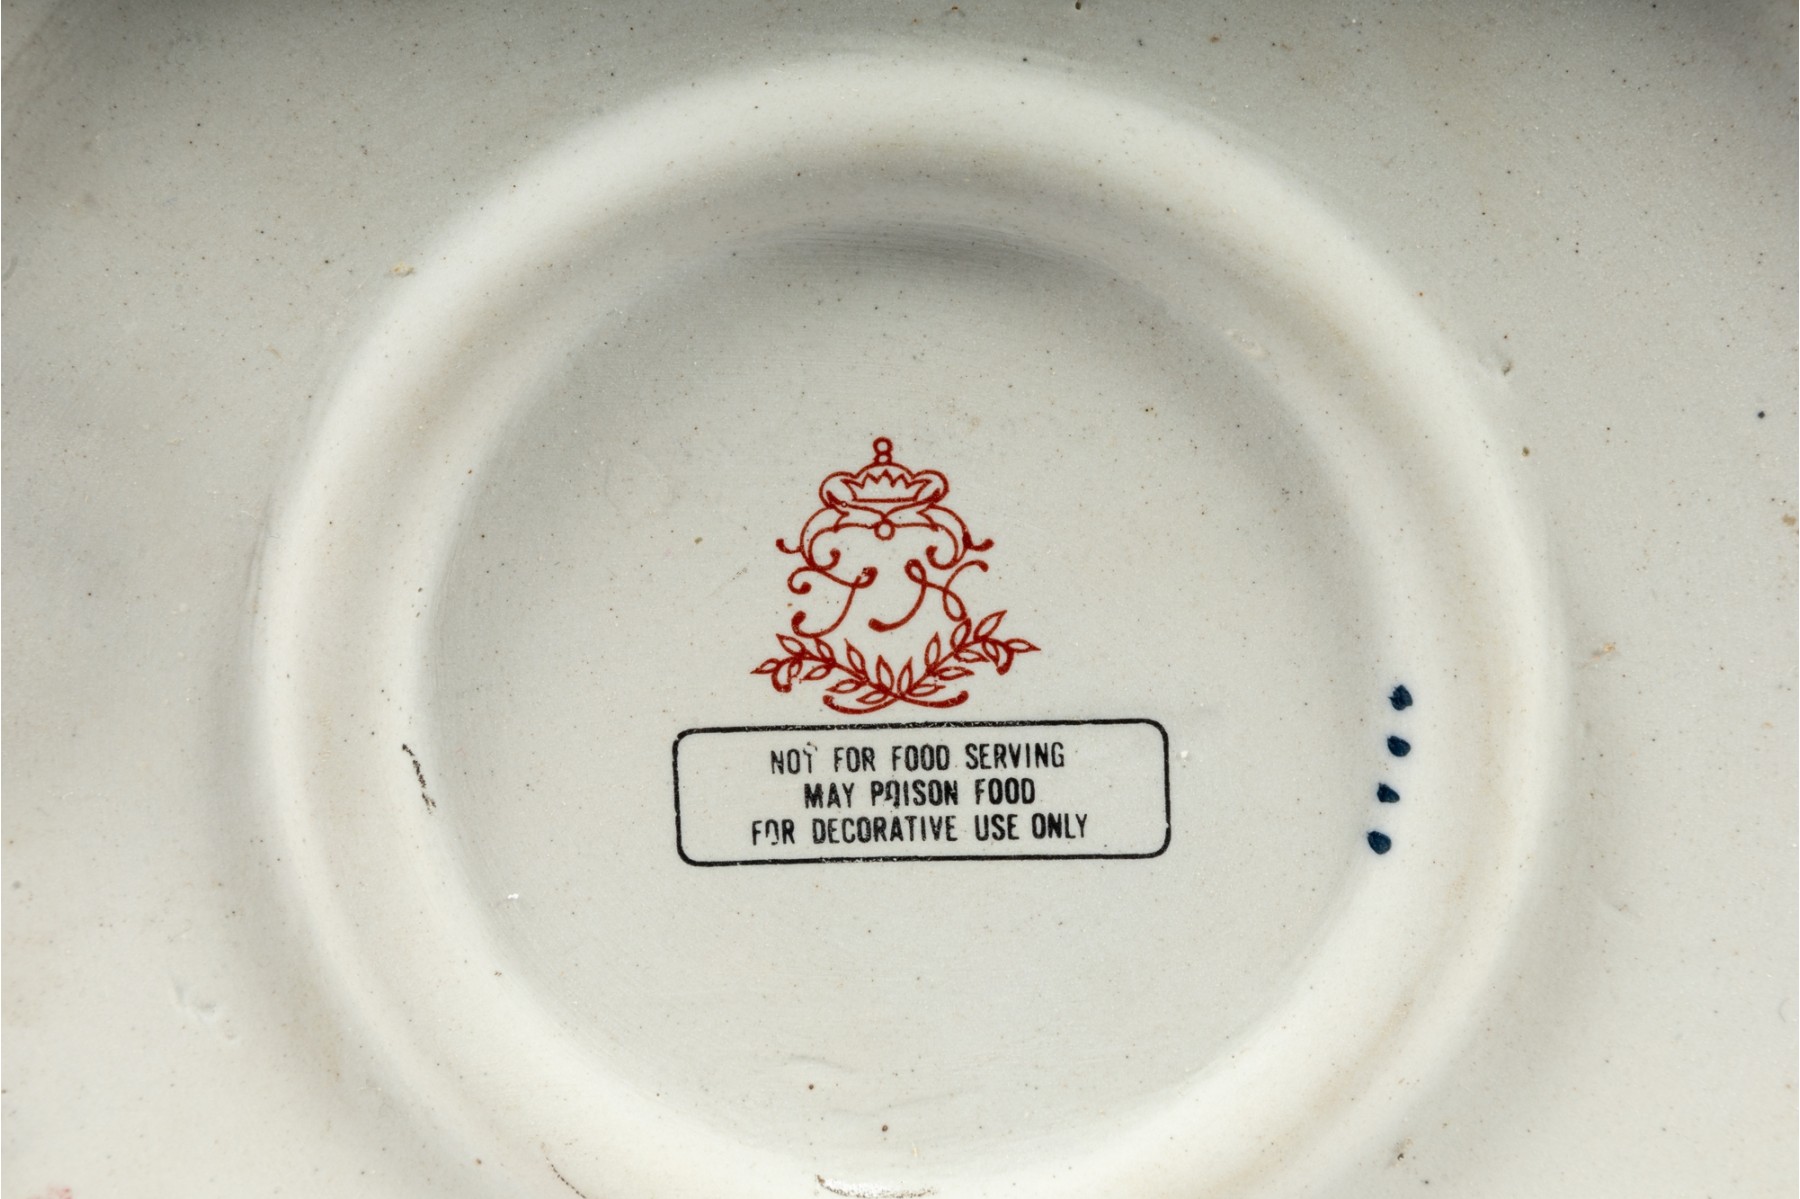 NOT FOR FOOD SERVING
MAY POISON FOOD
FOR DECORATIVE USE ONLY